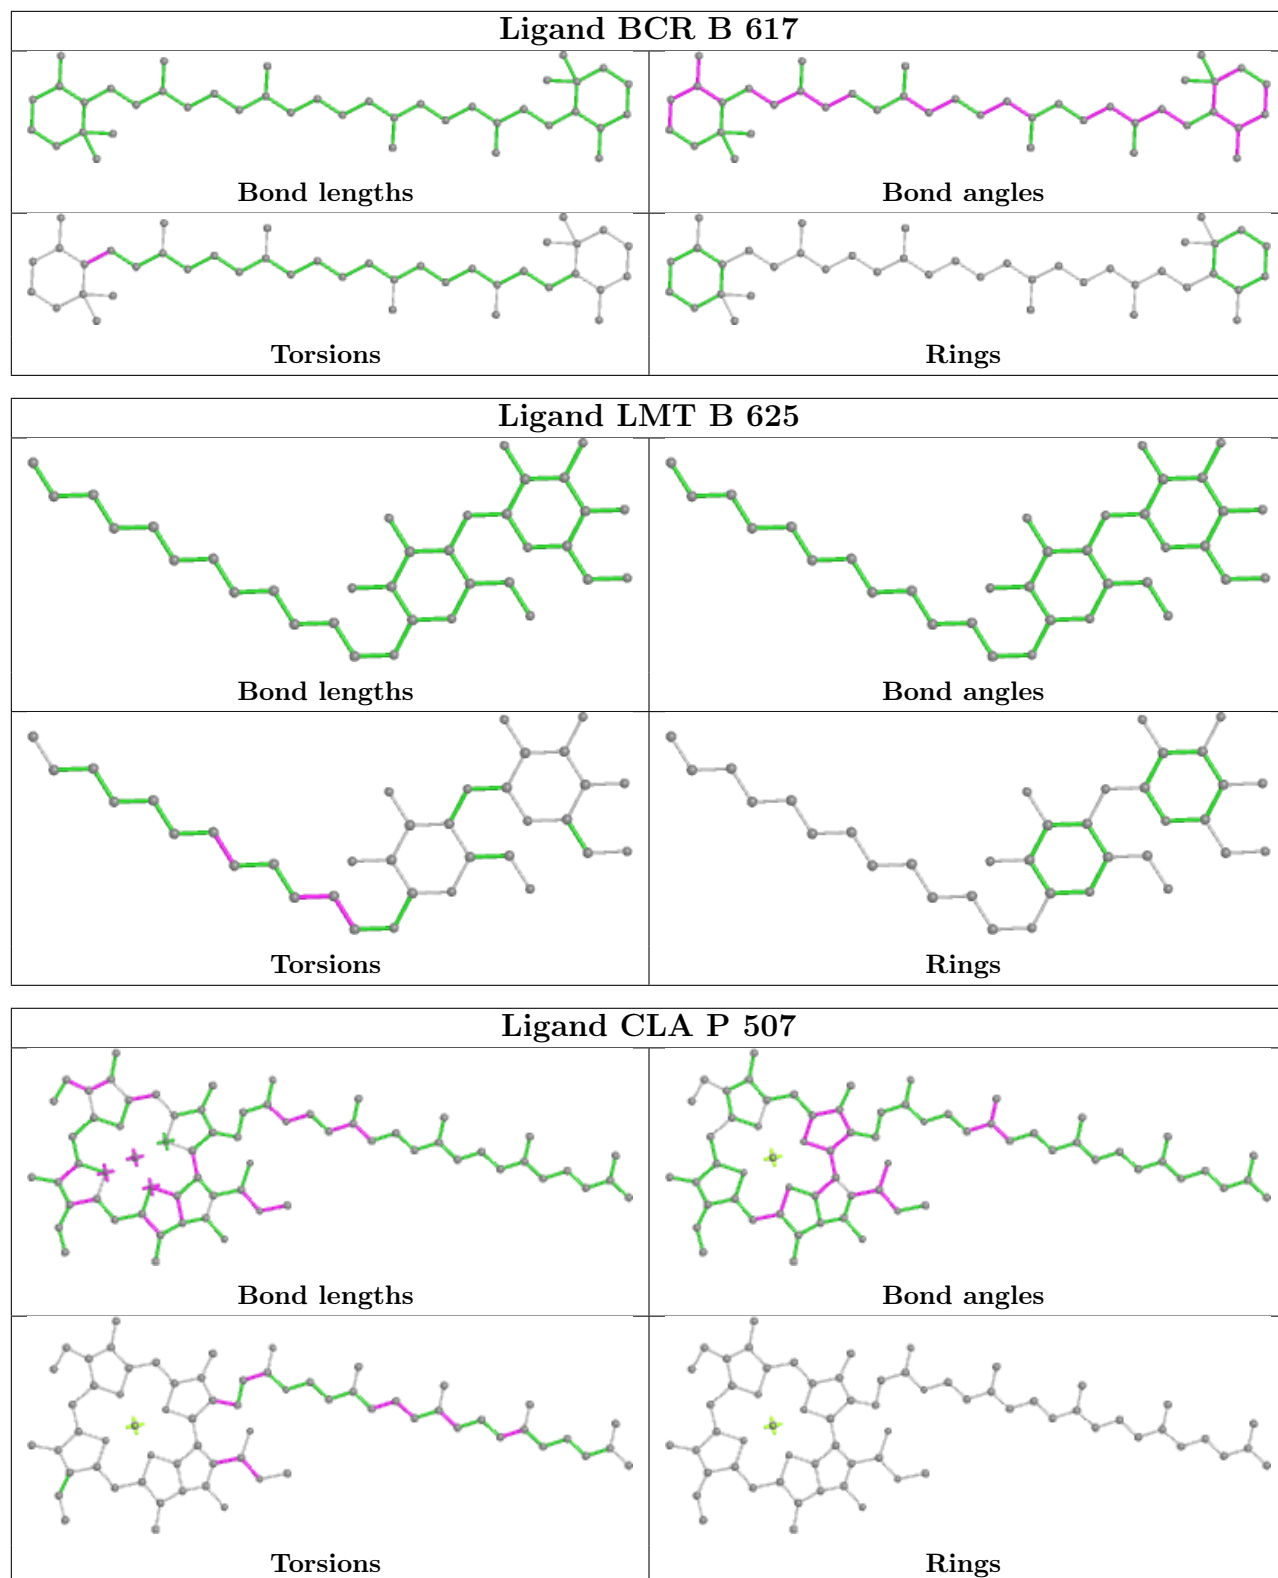 Ligand BCR B 617
Bond lengths
Bond angles
Torsions
Rings
Ligand LMT B 625
Bond lengths
Bond angles
Torsions
Rings
Ligand CLA P 507
Bond lengths
Bond angles
Torsions
Rings